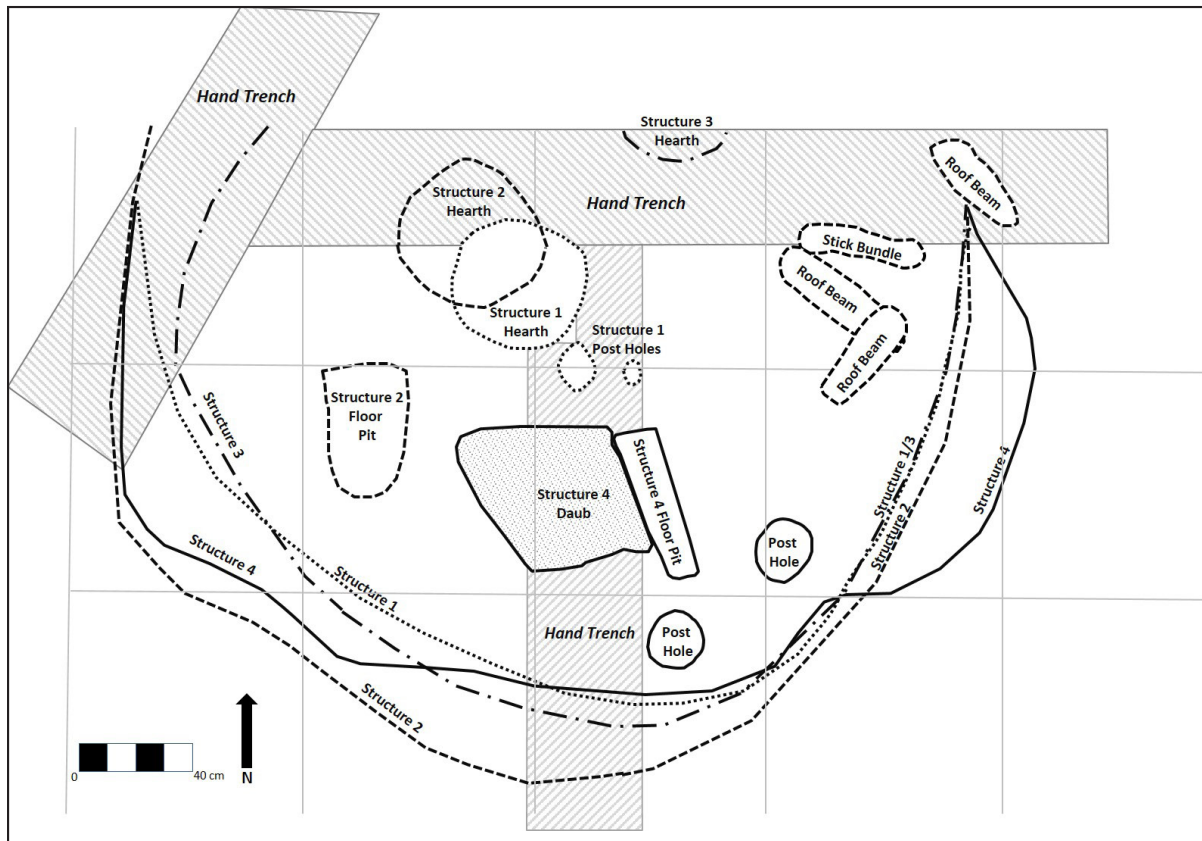 Hand Trench
Structure 3
Hearth
Structure 2
Hearth
Hand Trench
Roof Beam
Stick Bundle
Roof Beam
Structure 1
Hearth
Structure 1
Post Holes
Roof Beam
Structure 2
Floor
Pit
Structure 3
Structure 4
Daub
Structure 4 Floor Pit
Structure 1/3
Structure 2
Structure 4
Post
Hole
Structure 4
Structure 1
Hand Trench
Post
Hole
Structure 2
0
40 cm
N